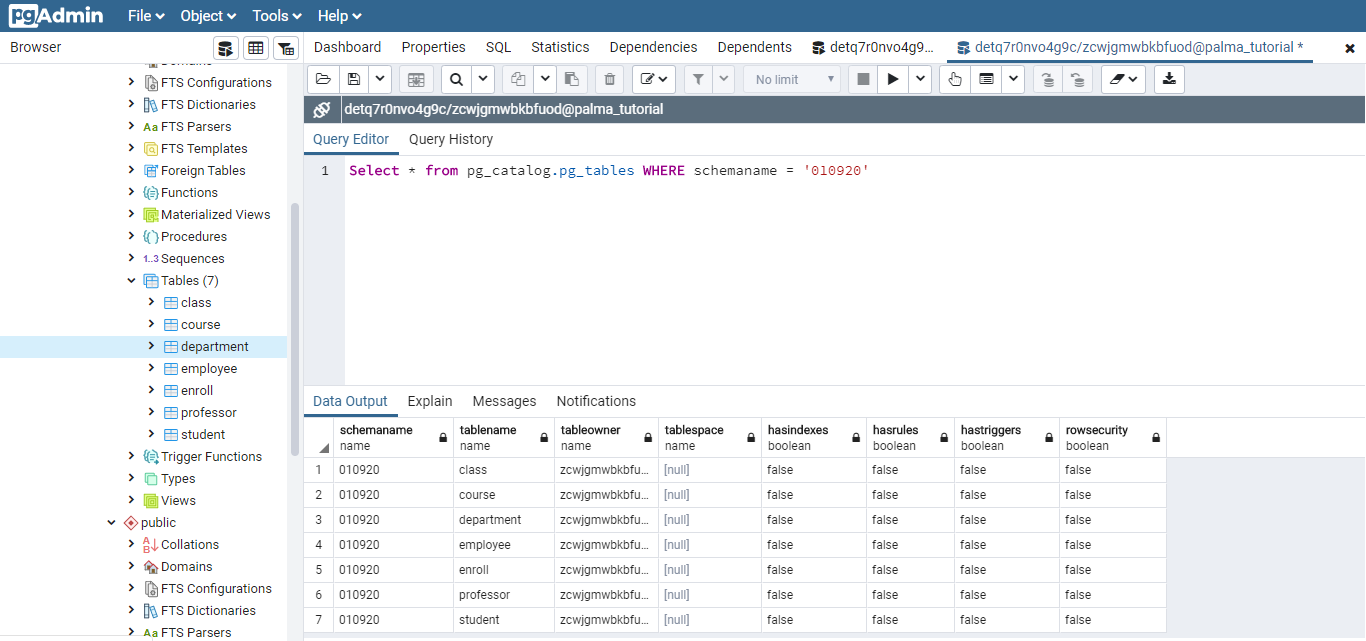 pgAdmin File Object Tools Help
Browser
Dashboard Properties SQL Statistics Dependencies Dependents detq7r0nvo4g9... detq7r0nvo4g9c/zcwjgmwbkbfuod@palma_tutorial *
Domains
FTS Configurations
Aa FTS Dictionaries
Aa FTS Parsers
FTS Templates
Foreign Tables
Functions
Materialized Views
Procedures
1..3 Sequences
Tables (7)
class
course
department
employee
enroll
professor
student
Trigger Functions
Types
Views
public
Collations
Domains
FTS Configurations
FTS Dictionaries
Aa FTS Parsers
No limit
detq7r0nvo4g9c/zcwjgmwbkbfuod@palma_tutorial
Query Editor Query History
1 Select * from pg_catalog.pg_tables WHERE schemaname = '010920'
Data Output Explain Messages Notifications
schemaname tablename tableowner tablespace hasindexes hasrules hastriggers rowsecurity
name name name name boolean boolean boolean boolean
1 010920 class zcwjgmwbkbfu... [null] false false false false
2 010920 course zcwjgmwbkbfu... [null] false false false false
3 010920 department zcwjgmwbkbfu... [null] false false false false
4 010920 employee zcwjgmwbkbfu... [null] false false false false
5 010920 enroll zcwjgmwbkbfu... [null] false false false false
6 010920 professor zcwjgmwbkbfu... [null] false false false false
7 010920 student zcwjgmwbkbfu... [null] false false false false